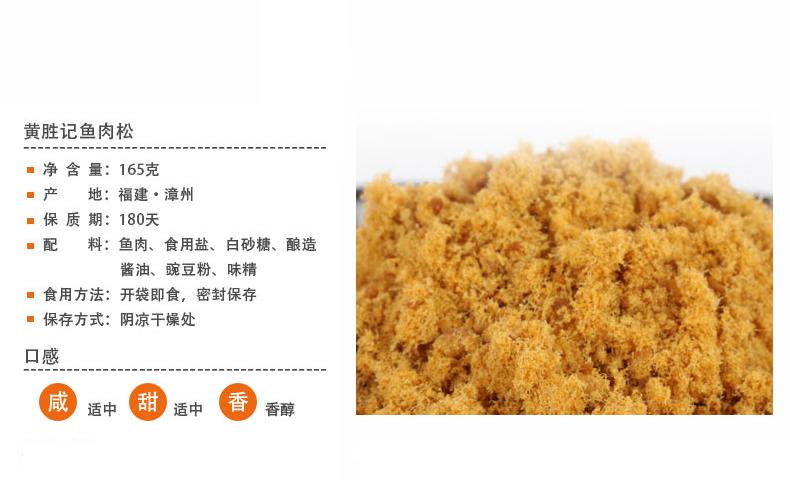 黄胜记鱼肉松
净含量：165克
产地：福建·漳州
保质期：180天
配料：鱼肉、食用盐、白砂糖、酿造
酱油、豌豆粉、味精
食用方法：开袋即食，密封保存
保存方式：阴凉干燥处
口感
咸 适中 甜 适中 香 香醇